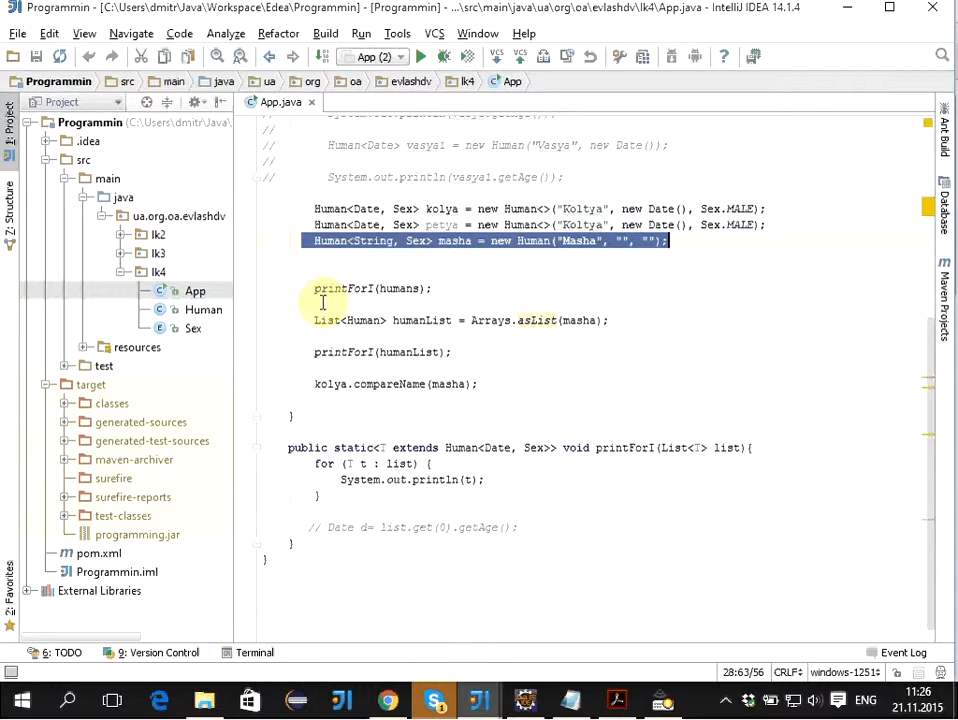 Programmin - [C:\Users\dmitr\Java\Workspace\Edea\Programmin] - [Programmin] - ...\src\main\java\ua\org\oa\evlashdv\lk4\App.java - IntelliJ IDEA 14.1.4
File Edit View Navigate Code Analyze Refactor Build Run Tools VCS Window Help
App (2)
Programmin src main java ua org oa evlashdv lk4 App
Project App.java
1: Project
Z: Structure
2: Favorites
Programmin (C:\Users\dmitr\Java\
.idea
src
main
java
ua.org.oa.evlashdv
lk2
lk3
lk4
App
Human
Sex
resources
test
target
classes
generated-sources
generated-test-sources
maven-archiver
surefire
surefire-reports
test-classes
programming.jar
pom.xml
Programmin.iml
External Libraries
//
//
// Human<Date> vasya1 = new Human("Vasya", new Date());
//
// System.out.println(vasya1.getAge());
Human<Date, Sex> kolya = new Human<>("Koltya", new Date(), Sex.MALE);
Human<Date, Sex> petya = new Human<>("Koltya", new Date(), Sex.MALE);
Human<String, Sex> masha = new Human("Masha", "", "");
printForI(humans);
List<Human> humanList = Arrays.asList(masha);
printForI(humanList);
kolya.compareName(masha);
}
public static<T extends Human<Date, Sex>> void printForI(List<T> list){
for (T t : list) {
System.out.println(t);
}
// Date d= list.get(0).getAge();
}
}
Ant Build
Database
Maven Projects
6: TODO 9: Version Control Terminal Event Log
28:63/56 CRLF windows-1251
ENG
11:26
21.11.2015